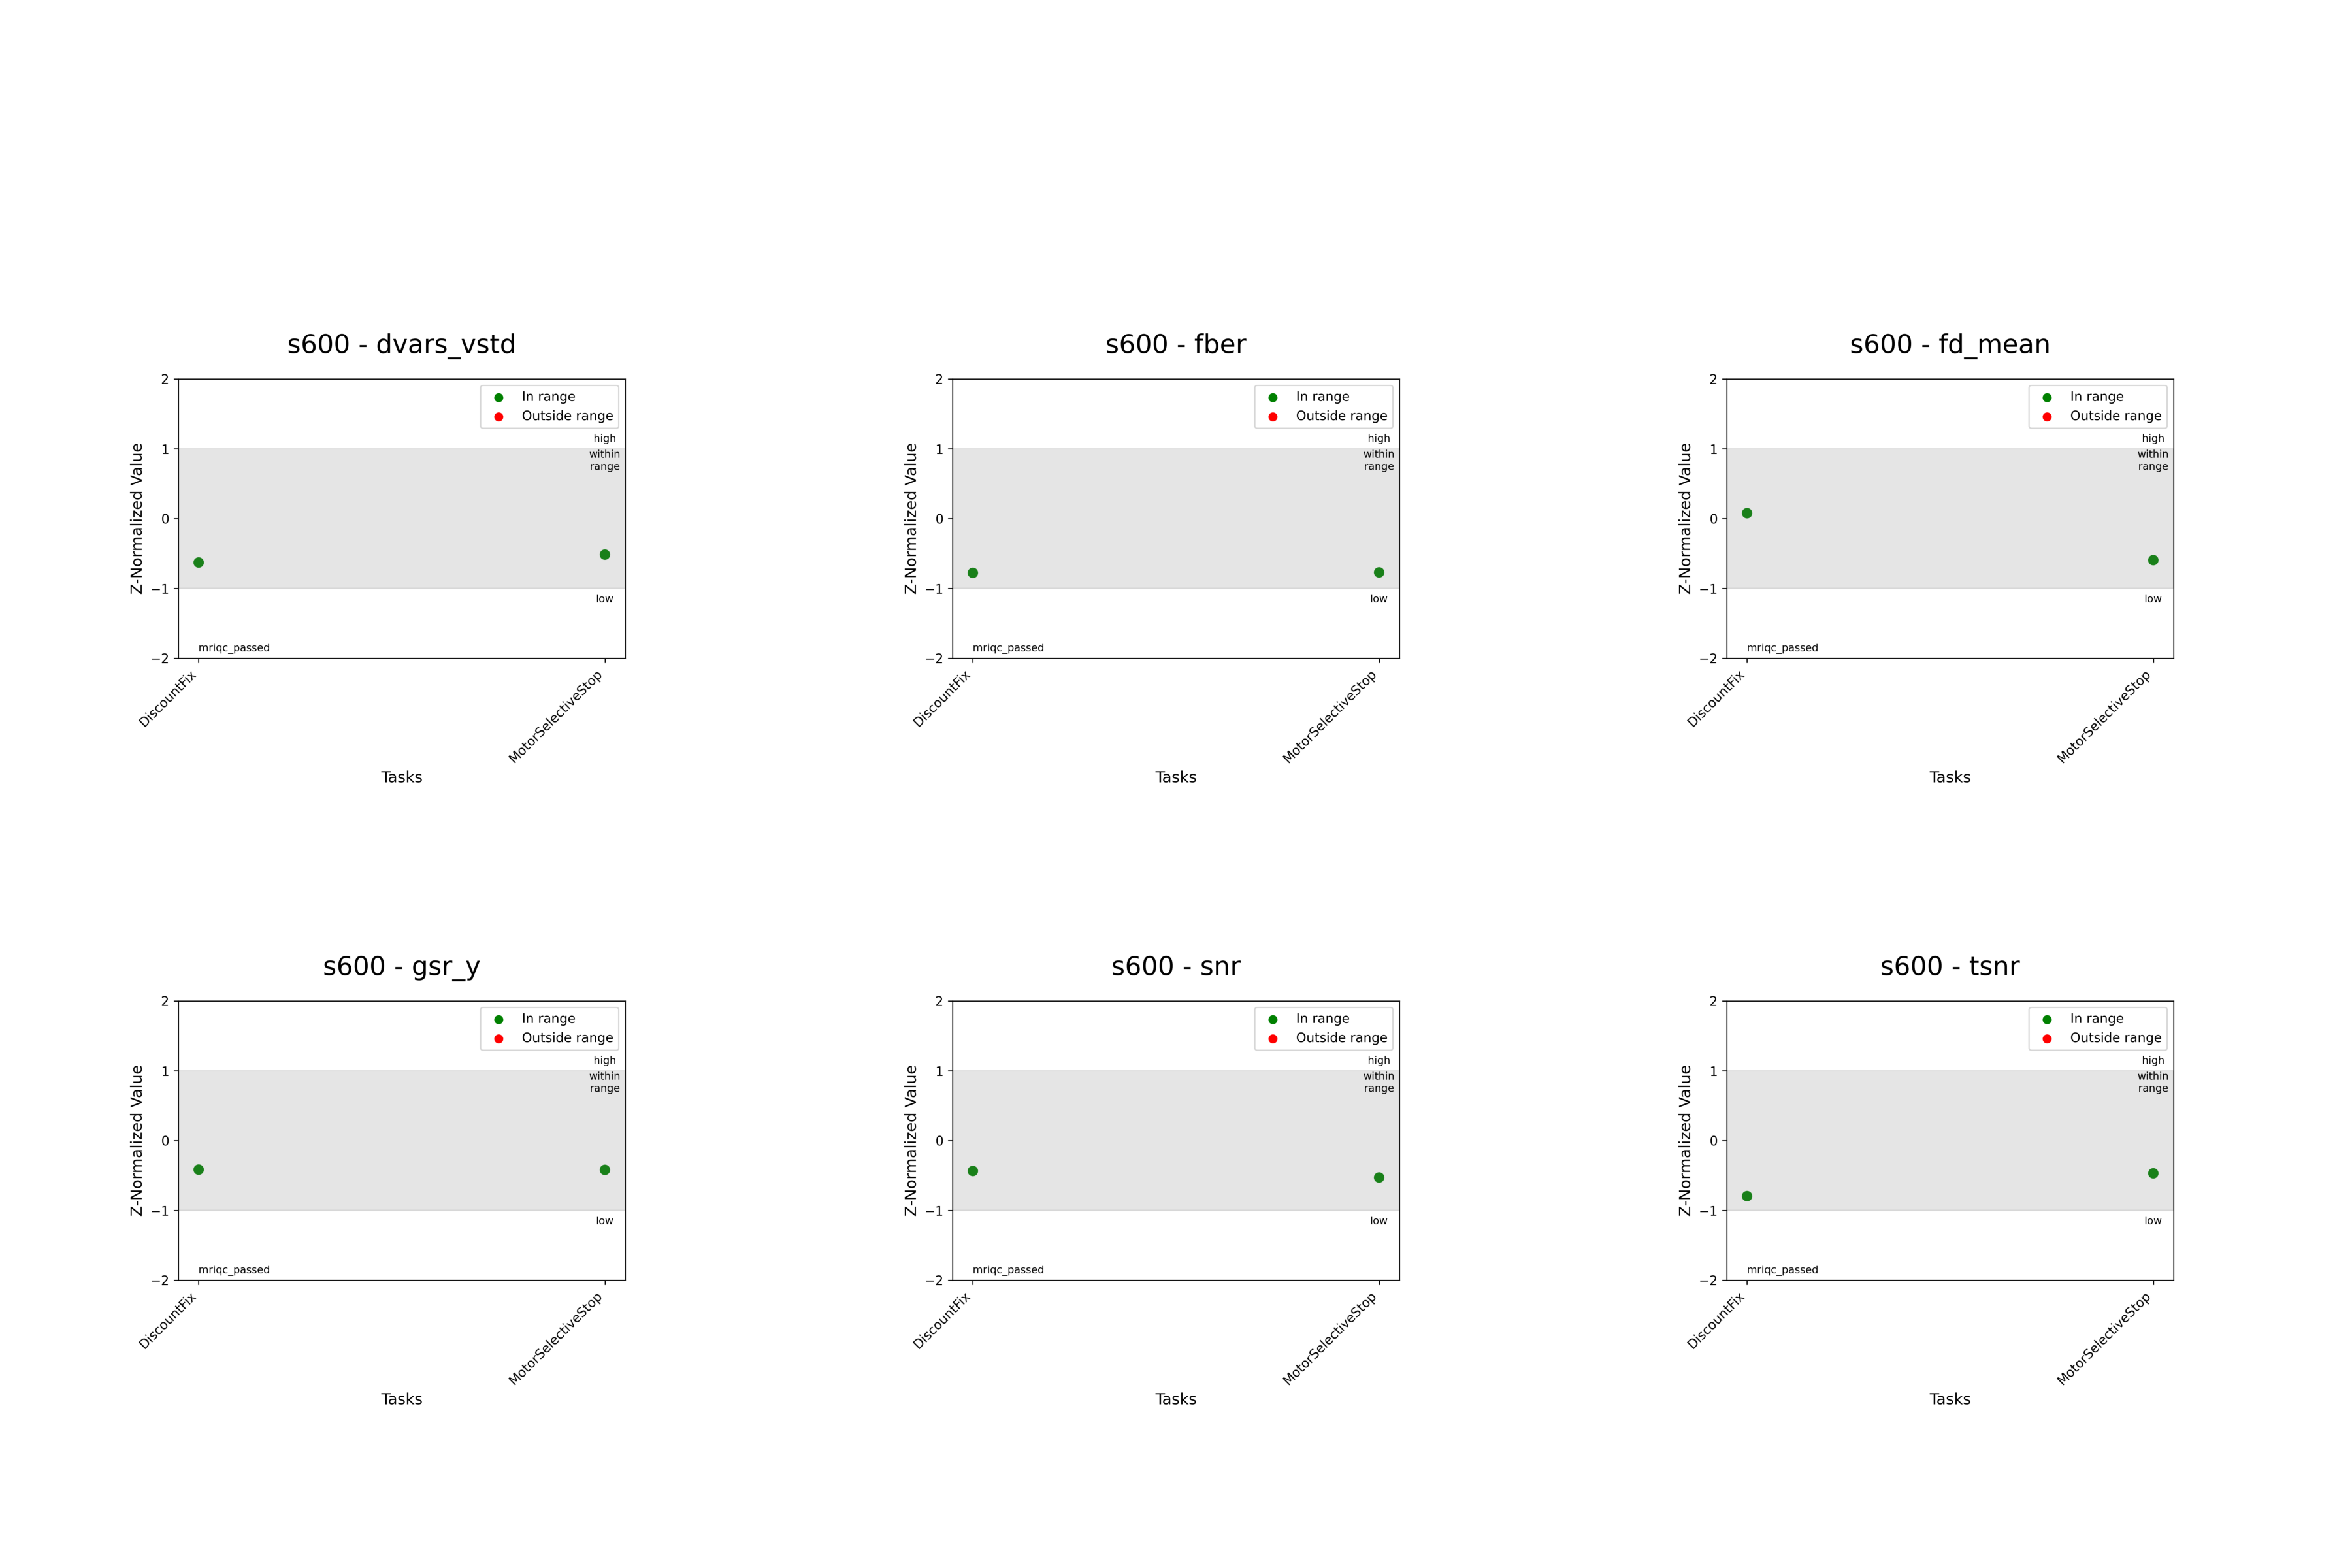 s600 - dvars_vstd
2
1
0
−1
−2
Z-Normalized Value
In range
Outside range
high
within
range
low
mriqc_passed
DiscountFix
MotorSelectiveStop
Tasks
s600 - fber
2
1
0
−1
−2
Z-Normalized Value
In range
Outside range
high
within
range
low
mriqc_passed
DiscountFix
MotorSelectiveStop
Tasks
s600 - fd_mean
2
1
0
−1
−2
Z-Normalized Value
In range
Outside range
high
within
range
low
mriqc_passed
DiscountFix
MotorSelectiveStop
Tasks
s600 - gsr_y
2
1
0
−1
−2
Z-Normalized Value
In range
Outside range
high
within
range
low
mriqc_passed
DiscountFix
MotorSelectiveStop
Tasks
s600 - snr
2
1
0
−1
−2
Z-Normalized Value
In range
Outside range
high
within
range
low
mriqc_passed
DiscountFix
MotorSelectiveStop
Tasks
s600 - tsnr
2
1
0
−1
−2
Z-Normalized Value
In range
Outside range
high
within
range
low
mriqc_passed
DiscountFix
MotorSelectiveStop
Tasks